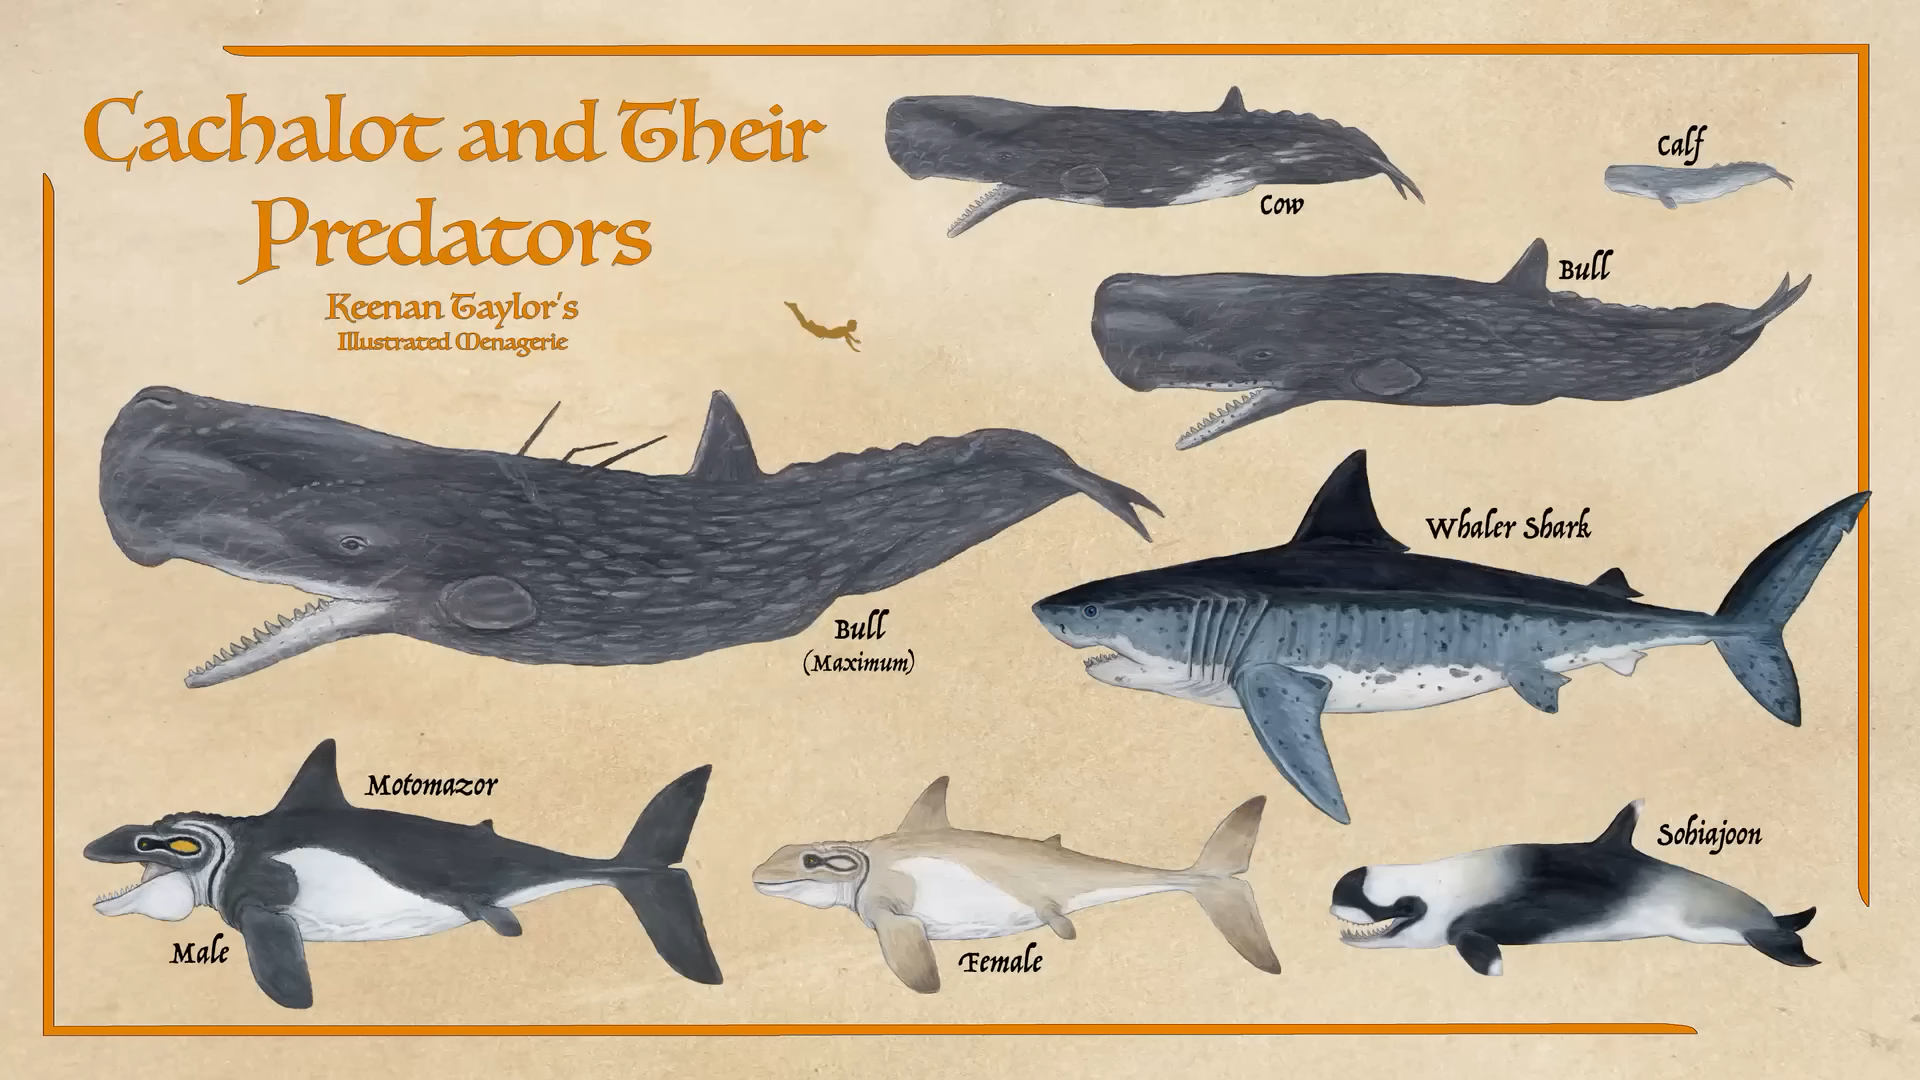 Cachalot and Their
Predators
Keenan Taylor's
Illustrated Menagerie
Cow
Calf
Bull
Bull
(Maximum)
Whaler Shark
Motomazor
Male
Female
Sohiajoon